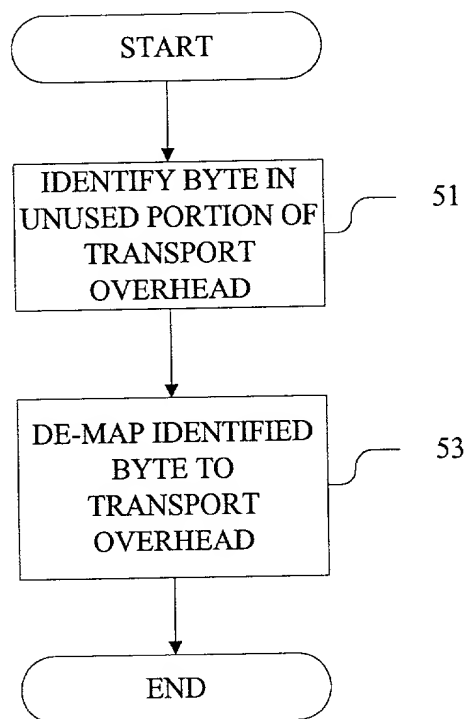 START
IDENTIFY BYTE IN
UNUSED PORTION OF
TRANSPORT
OVERHEAD
51
DE-MAP IDENTIFIED
BYTE TO
TRANSPORT
OVERHEAD
53
END